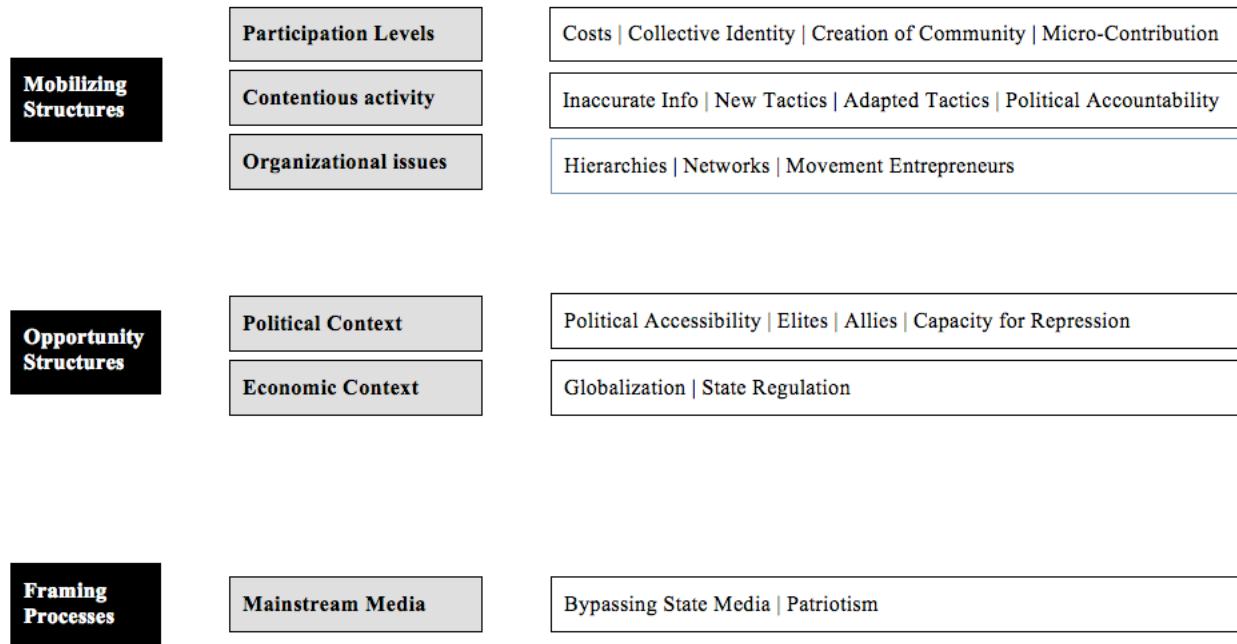 Participation Levels
Costs | Collective Identity | Creation of Community | Micro-Contribution
Mobilizing
Structures
Contentious activity
Inaccurate Info | New Tactics | Adapted Tactics | Political Accountability
Organizational issues
Hierarchies | Networks | Movement Entrepreneurs
Opportunity
Structures
Political Context
Political Accessibility | Elites | Allies | Capacity for Repression
Economic Context
Globalization | State Regulation
Framing
Processes
Mainstream Media
Bypassing State Media | Patriotism